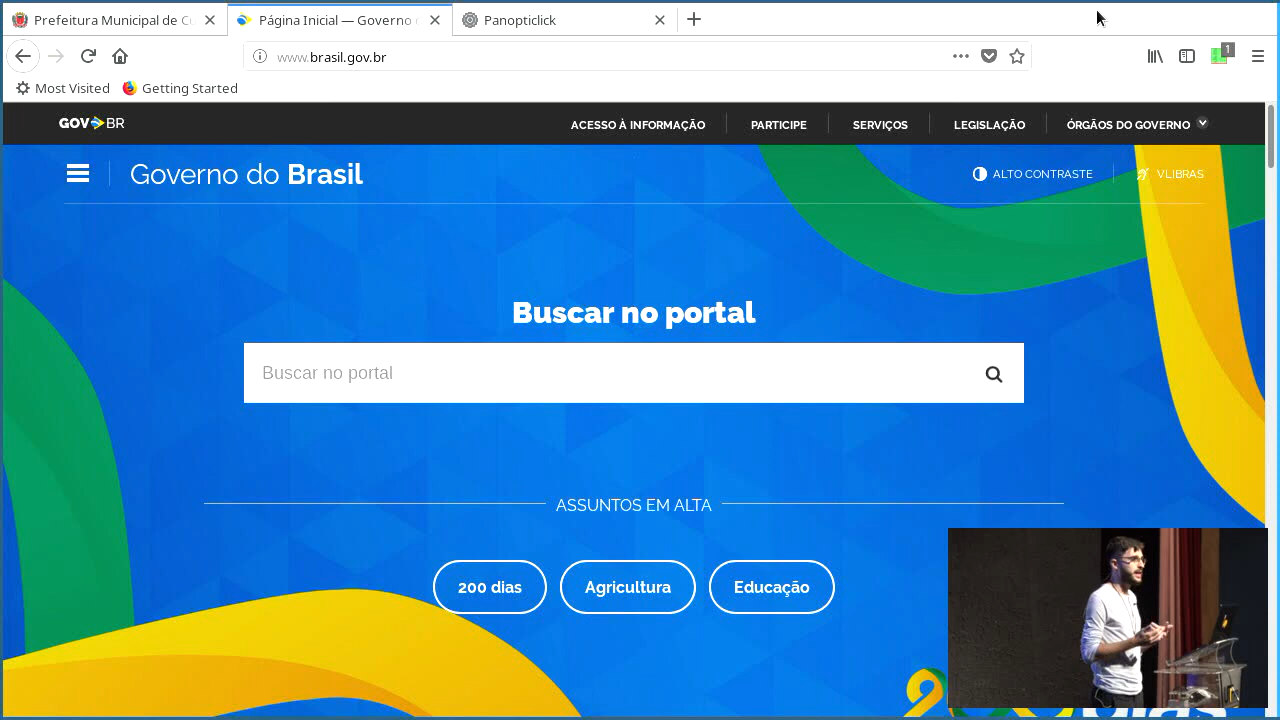 Prefeitura Municipal de C
Página Inicial — Governo
Panopticlick
www.brasil.gov.br
1
Most Visited
Getting Started
GOV BR
ACESSO À INFORMAÇÃO
PARTICIPE
SERVIÇOS
LEGISLAÇÃO
ÓRGÃOS DO GOVERNO
Governo do Brasil
ALTO CONTRASTE
VLIBRAS
Buscar no portal
Buscar no portal
ASSUNTOS EM ALTA
200 dias
Agricultura
Educação